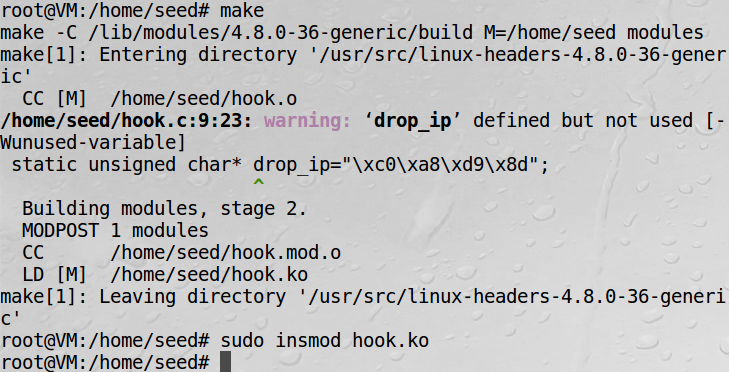 root@VM:/home/seed# make
make -C /lib/modules/4.8.0-36-generic/build M=/home/seed modules
make[1]: Entering directory '/usr/src/linux-headers-4.8.0-36-gener
ic'
  CC [M]  /home/seed/hook.o
/home/seed/hook.c:9:23: warning: ‘drop_ip’ defined but not used [-
Wunused-variable]
 static unsigned char* drop_ip="\xc0\xa8\xd9\x8d";
                       ^
  Building modules, stage 2.
  MODPOST 1 modules
  CC      /home/seed/hook.mod.o
  LD [M]  /home/seed/hook.ko
make[1]: Leaving directory '/usr/src/linux-headers-4.8.0-36-generi
c'
root@VM:/home/seed# sudo insmod hook.ko
root@VM:/home/seed#